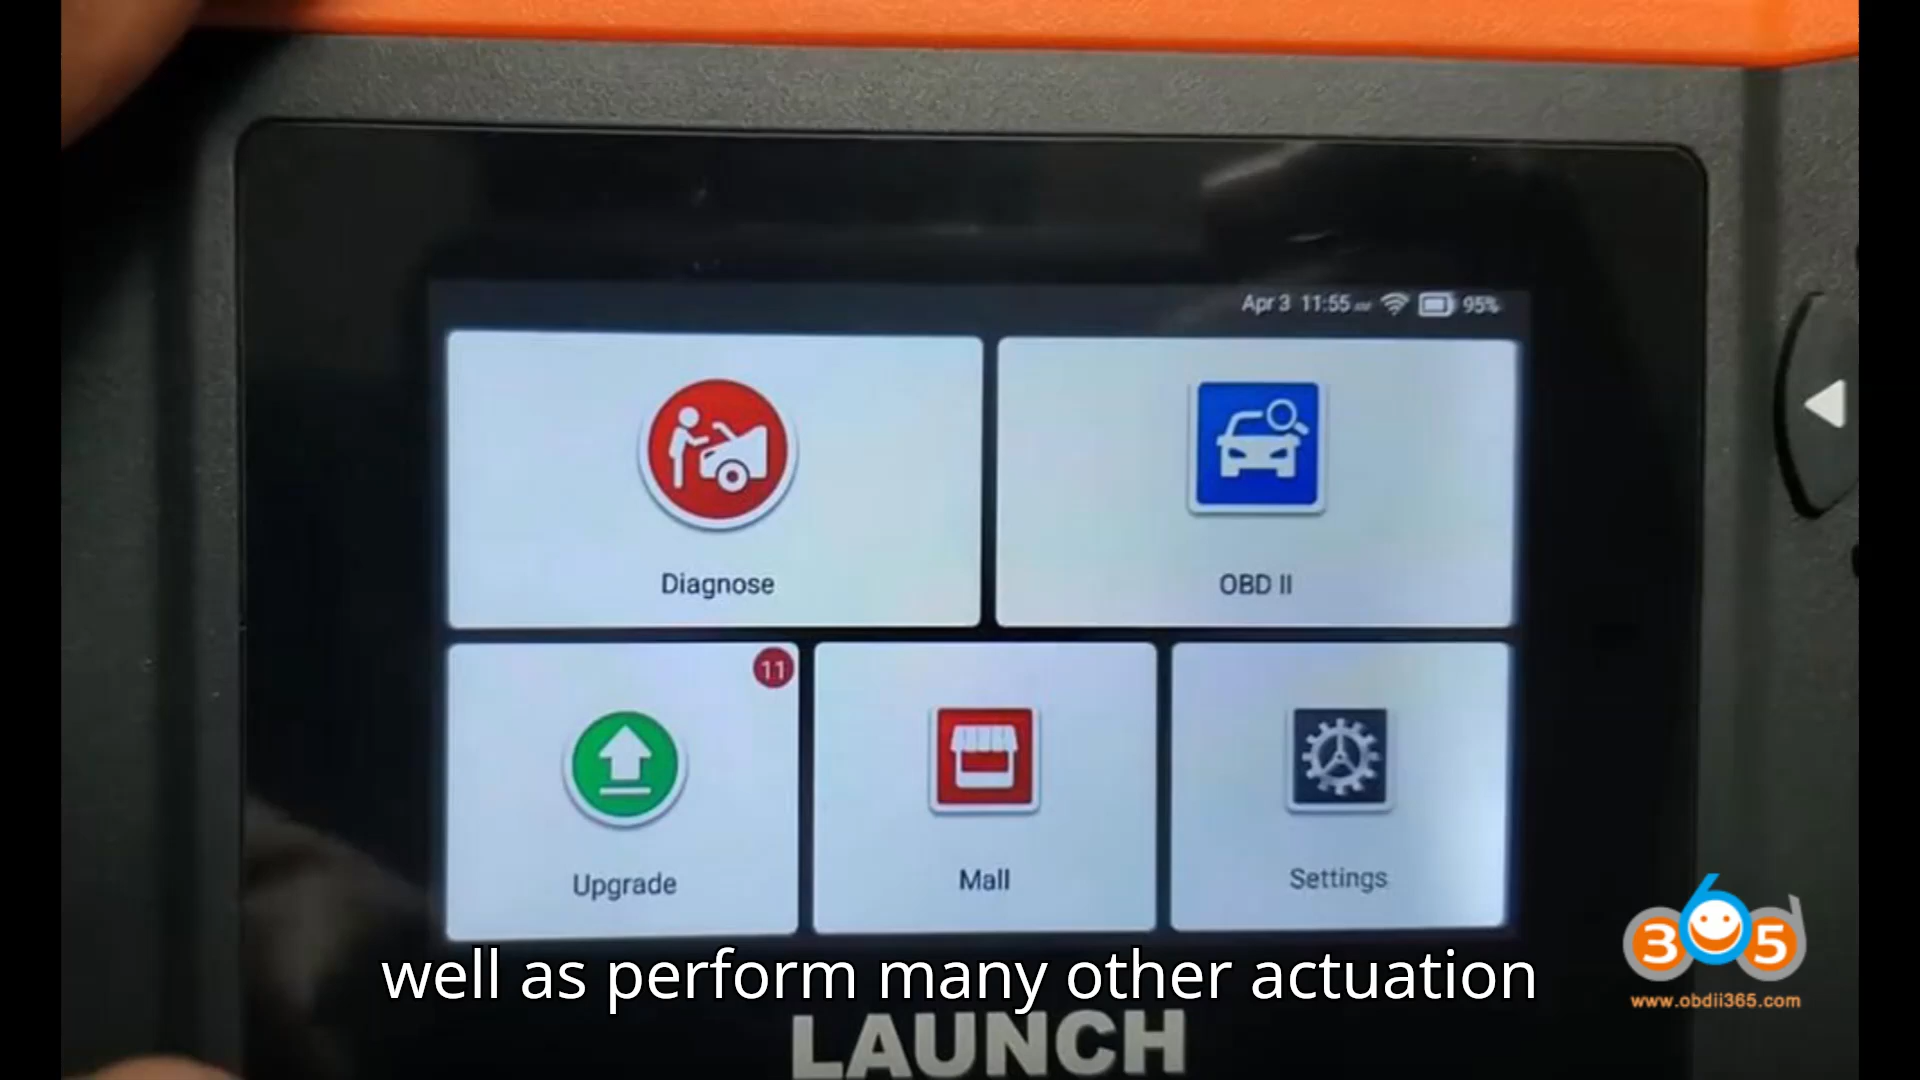 Apr 3 11:55 AM 95%
Diagnose
OBD II
11
Upgrade
Mall
Settings
365
www.obdii365.com
well as perform many other actuation
LAUNCH